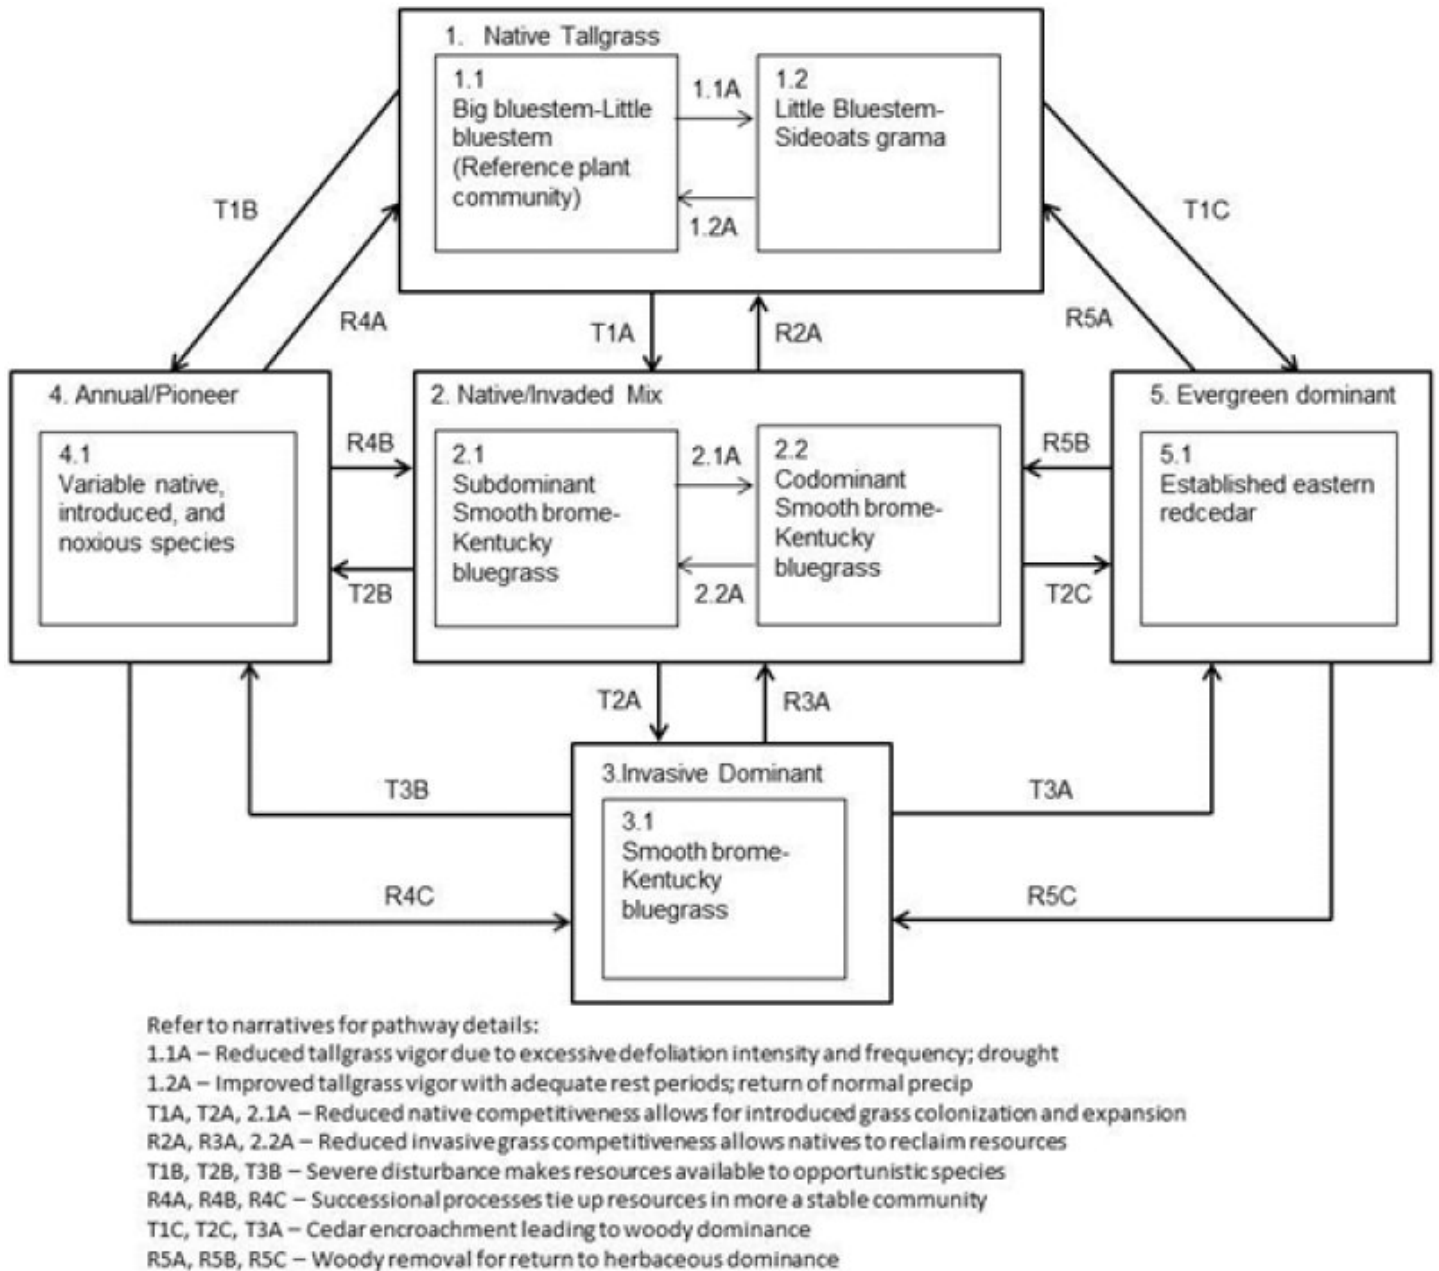 1. Native Tallgrass
1.1
Big bluestem-Little
bluestem
(Reference plant
community)
1.1A
1.2A
1.2
Little Bluestem-
Sideoats grama
T1B
R4A
T1A
R2A
R5A
T1C
4. Annual/Pioneer
4.1
Variable native,
introduced, and
noxious species
R4B
T2B
2. Native/Invaded Mix
2.1
Subdominant
Smooth brome-
Kentucky
bluegrass
2.1A
2.2A
2.2
Codominant
Smooth brome-
Kentucky
bluegrass
R5B
T2C
5. Evergreen dominant
5.1
Established eastern
redcedar
T2A
R3A
T3B
R4C
3.Invasive Dominant
3.1
Smooth brome-
Kentucky
bluegrass
T3A
R5C
Refer to narratives for pathway details:
1.1A – Reduced tallgrass vigor due to excessive defoliation intensity and frequency; drought
1.2A – Improved tallgrass vigor with adequate rest periods; return of normal precip
T1A, T2A, 2.1A – Reduced native competitiveness allows for introduced grass colonization and expansion
R2A, R3A, 2.2A – Reduced invasive grass competitiveness allows natives to reclaim resources
T1B, T2B, T3B – Severe disturbance makes resources available to opportunistic species
R4A, R4B, R4C – Successional processes tie up resources in more a stable community
T1C, T2C, T3A – Cedar encroachment leading to woody dominance
R5A, R5B, R5C – Woody removal for return to herbaceous dominance